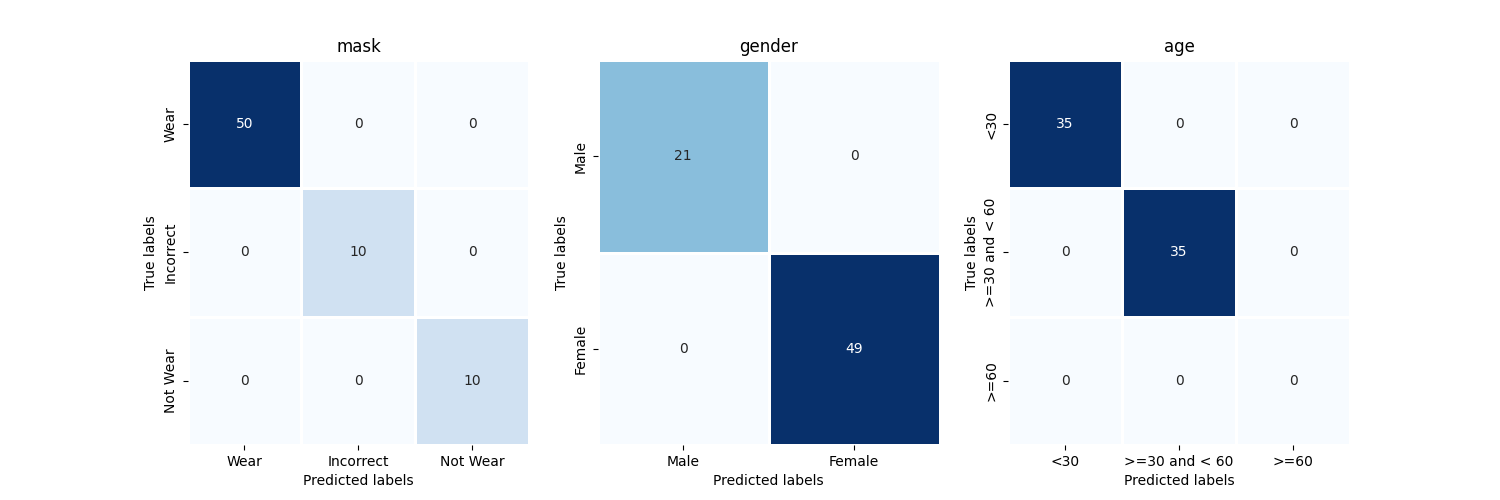 mask
gender
age
True labels
Wear
Incorrect
Not Wear
50
0
0
0
10
0
0
0
10
Wear
Incorrect
Not Wear
Predicted labels
True labels
Male
Female
21
0
0
49
Male
Female
Predicted labels
True labels
<30
>=30 and < 60
>=60
35
0
0
0
35
0
0
0
0
<30
>=30 and < 60
>=60
Predicted labels